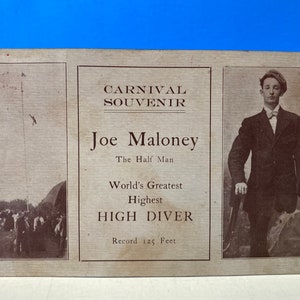 CARNIVAL
SOUVENIR
Joe Maloney
The Half Man
World's Greatest
Highest
HIGH DIVER
Record 125 Feet